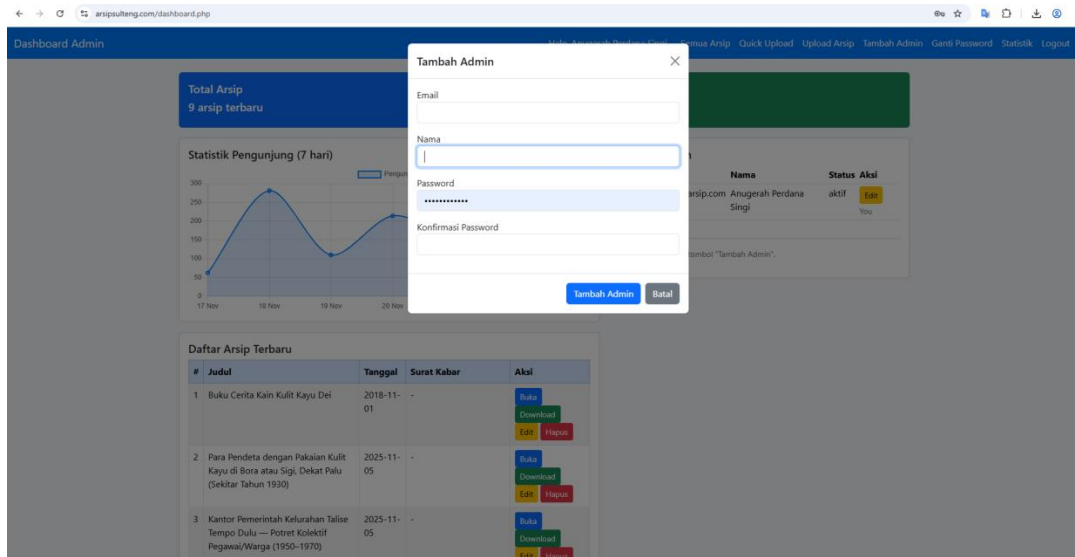 arsipsulteng.com/dashboard.php
Dashboard Admin
Halo, Anugerah Perdana Singi Semua Arsip Quick Upload Upload Arsip Tambah Admin Ganti Password Statistik Logout
Tambah Admin
Email
Nama
Password
••••••••••••
Konfirmasi Password
Tambah Admin Batal
Total Arsip
9 arsip terbaru
Statistik Pengunjung (7 hari)
300
250
200
150
100
50
0
17 Nov 18 Nov 19 Nov 20 Nov
Nama Status Aksi
arsip.com Anugerah Perdana aktif Edit
Singi You
tombol "Tambah Admin".
Daftar Arsip Terbaru
# Judul Tanggal Surat Kabar Aksi
1 Buku Cerita Kain Kulit Kayu Dei 2018-11- - Buka
01 Download
Edit Hapus
2 Para Pendeta dengan Pakaian Kulit 2025-11- - Buka
Kayu di Bora atau Sigi, Dekat Palu 05 Download
(Sekitar Tahun 1930) Edit Hapus
3 Kantor Pemerintah Kelurahan Talise 2025-11- - Buka
Tempo Dulu — Potret Kolektif 05 Download
Pegawai/Warga (1950–1970) Edit Hapus